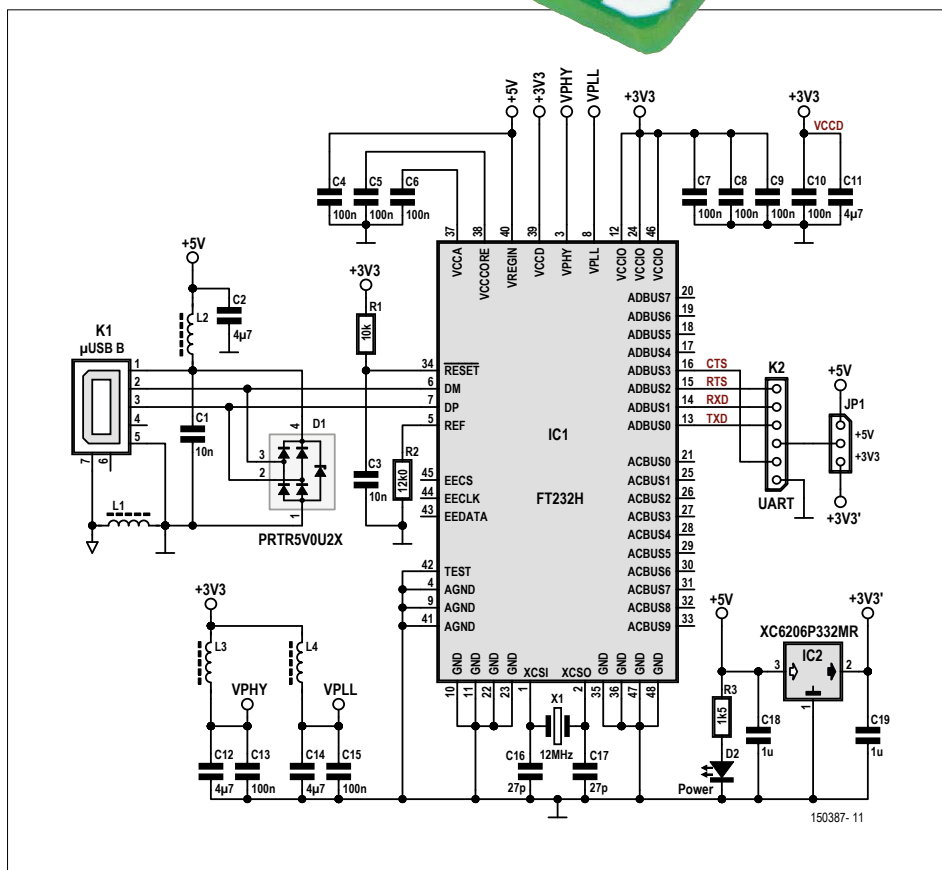 +5V
+3V3
VPHY
VPLL
+3V3
+3V3
VCCD
C4
100n
C5
100n
C6
100n
C7
100n
C8
100n
C9
100n
C10
100n
C11
4µ7
37
38
40
39
3
8
12
24
46
VCCA
VCCCORE
VREGIN
VCCD
VPHY
VPLL
VCCIO
VCCIO
VCCIO
+5V
C2
4µ7
L2
+3V3
R1
10k
K1
µUSB B
1
2
3
4
5
7
6
C1
10n
L1
D1
4
3
2
1
PRTR5V0U2X
C3
10n
R2
12k0
34
RESET
6
DM
7
DP
5
REF
45
EECS
44
EECLK
43
EEDATA
42
TEST
4
AGND
9
AGND
41
AGND
IC1
FT232H
ADBUS7
20
ADBUS6
19
ADBUS5
18
ADBUS4
17
ADBUS3
16
CTS
ADBUS2
15
RTS
ADBUS1
14
RXD
ADBUS0
13
TXD
ACBUS0
21
ACBUS1
25
ACBUS2
26
ACBUS3
27
ACBUS4
28
ACBUS5
29
ACBUS6
30
ACBUS7
31
ACBUS8
32
ACBUS9
33
K2
UART
+5V
JP1
+5V
+3V3
+3V3'
GND
GND
GND
GND
XCSI
XCSO
GND
GND
GND
GND
10
11
22
23
1
2
35
36
47
48
X1
12MHz
C16
27p
C17
27p
+3V3
L3
L4
VPHY
VPLL
C12
4µ7
C13
100n
C14
4µ7
C15
100n
+5V
+3V3'
XC6206P332MR
3
IC2
2
1
R3
1k5
C18
1u
C19
1u
D2
Power
150387- 11